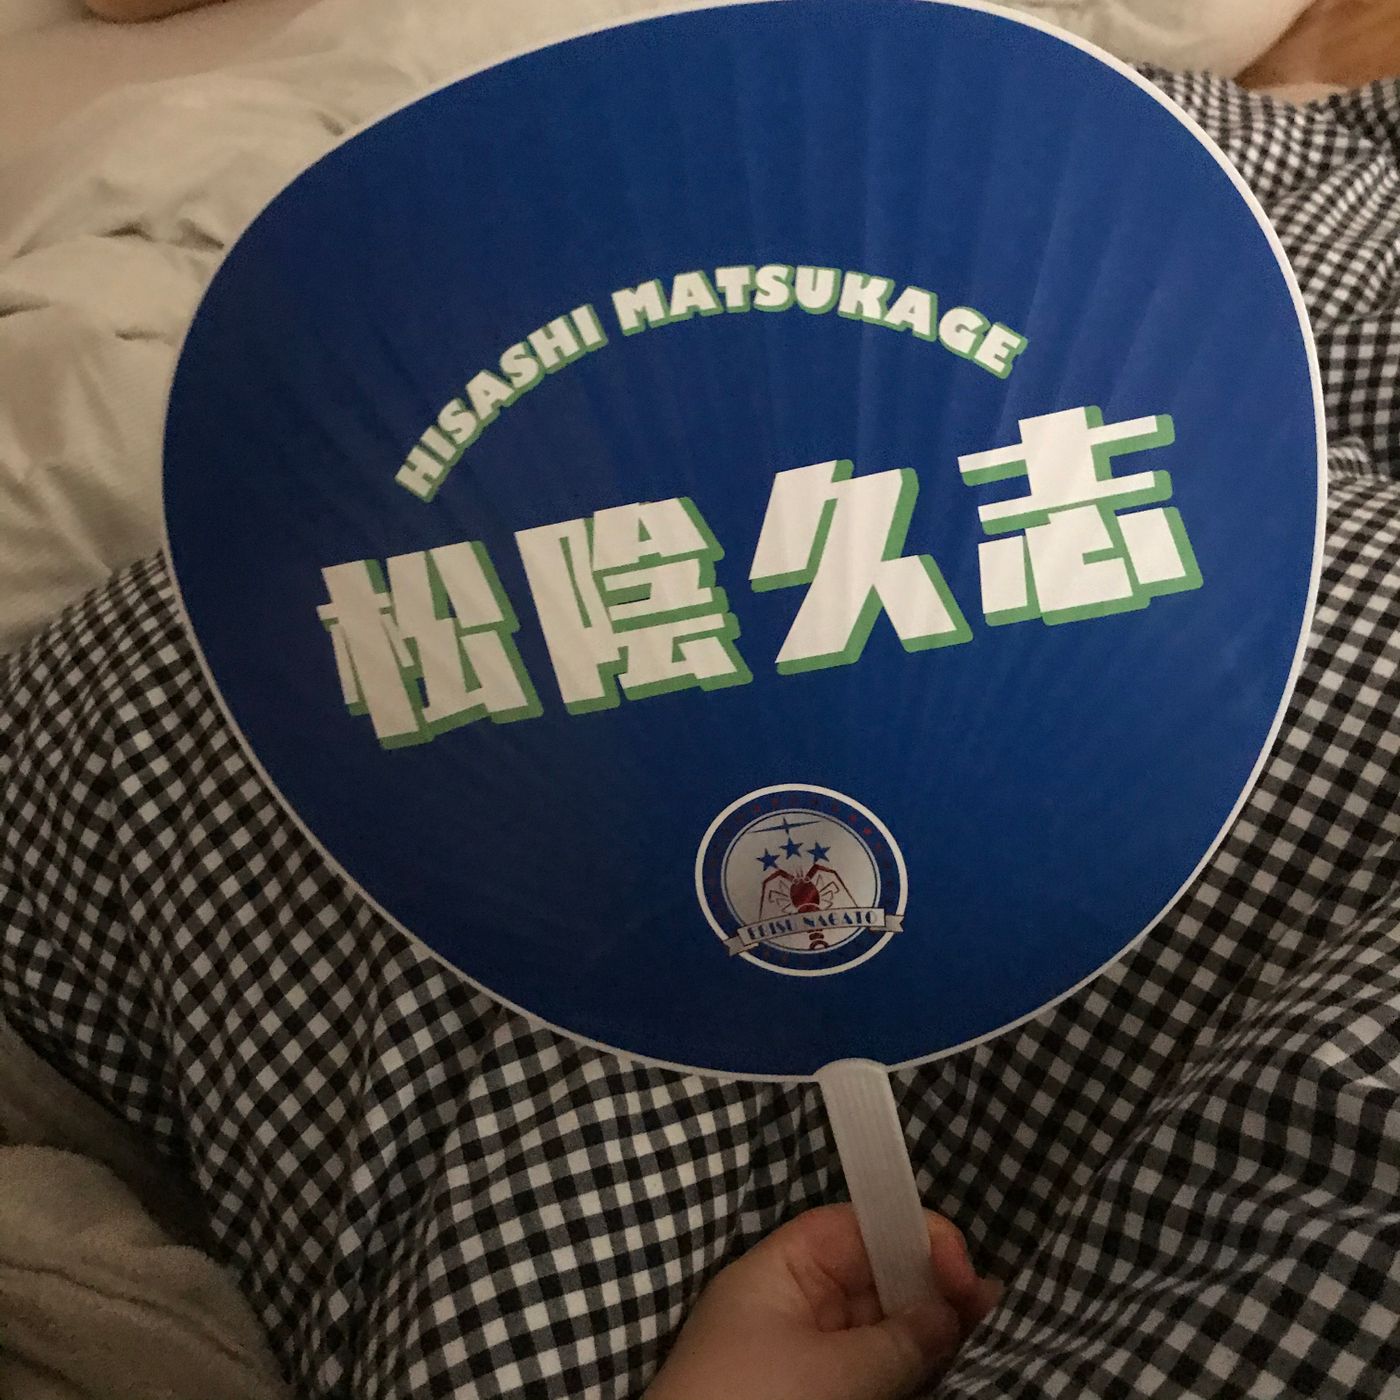 HISASHI MATSUKAGE
松陰久志
EBISU NAGATO